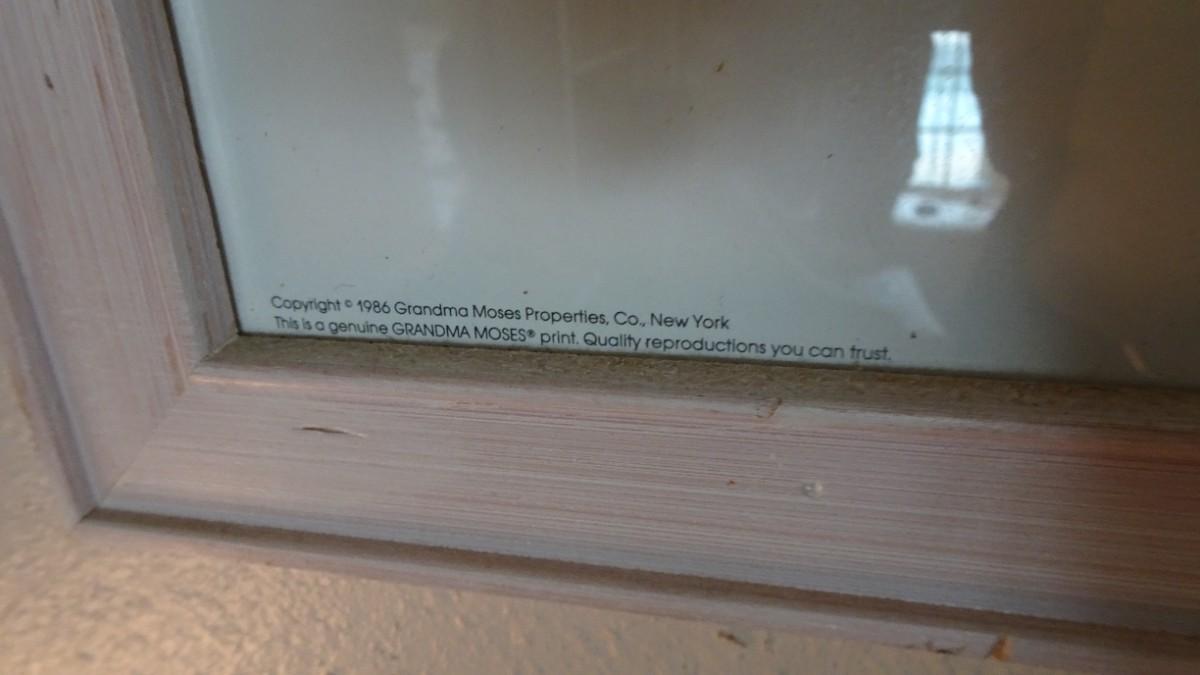 Copyright © 1986 Grandma Moses Properties, Co., New York
This is a genuine GRANDMA MOSES® print. Quality reproductions you can trust.